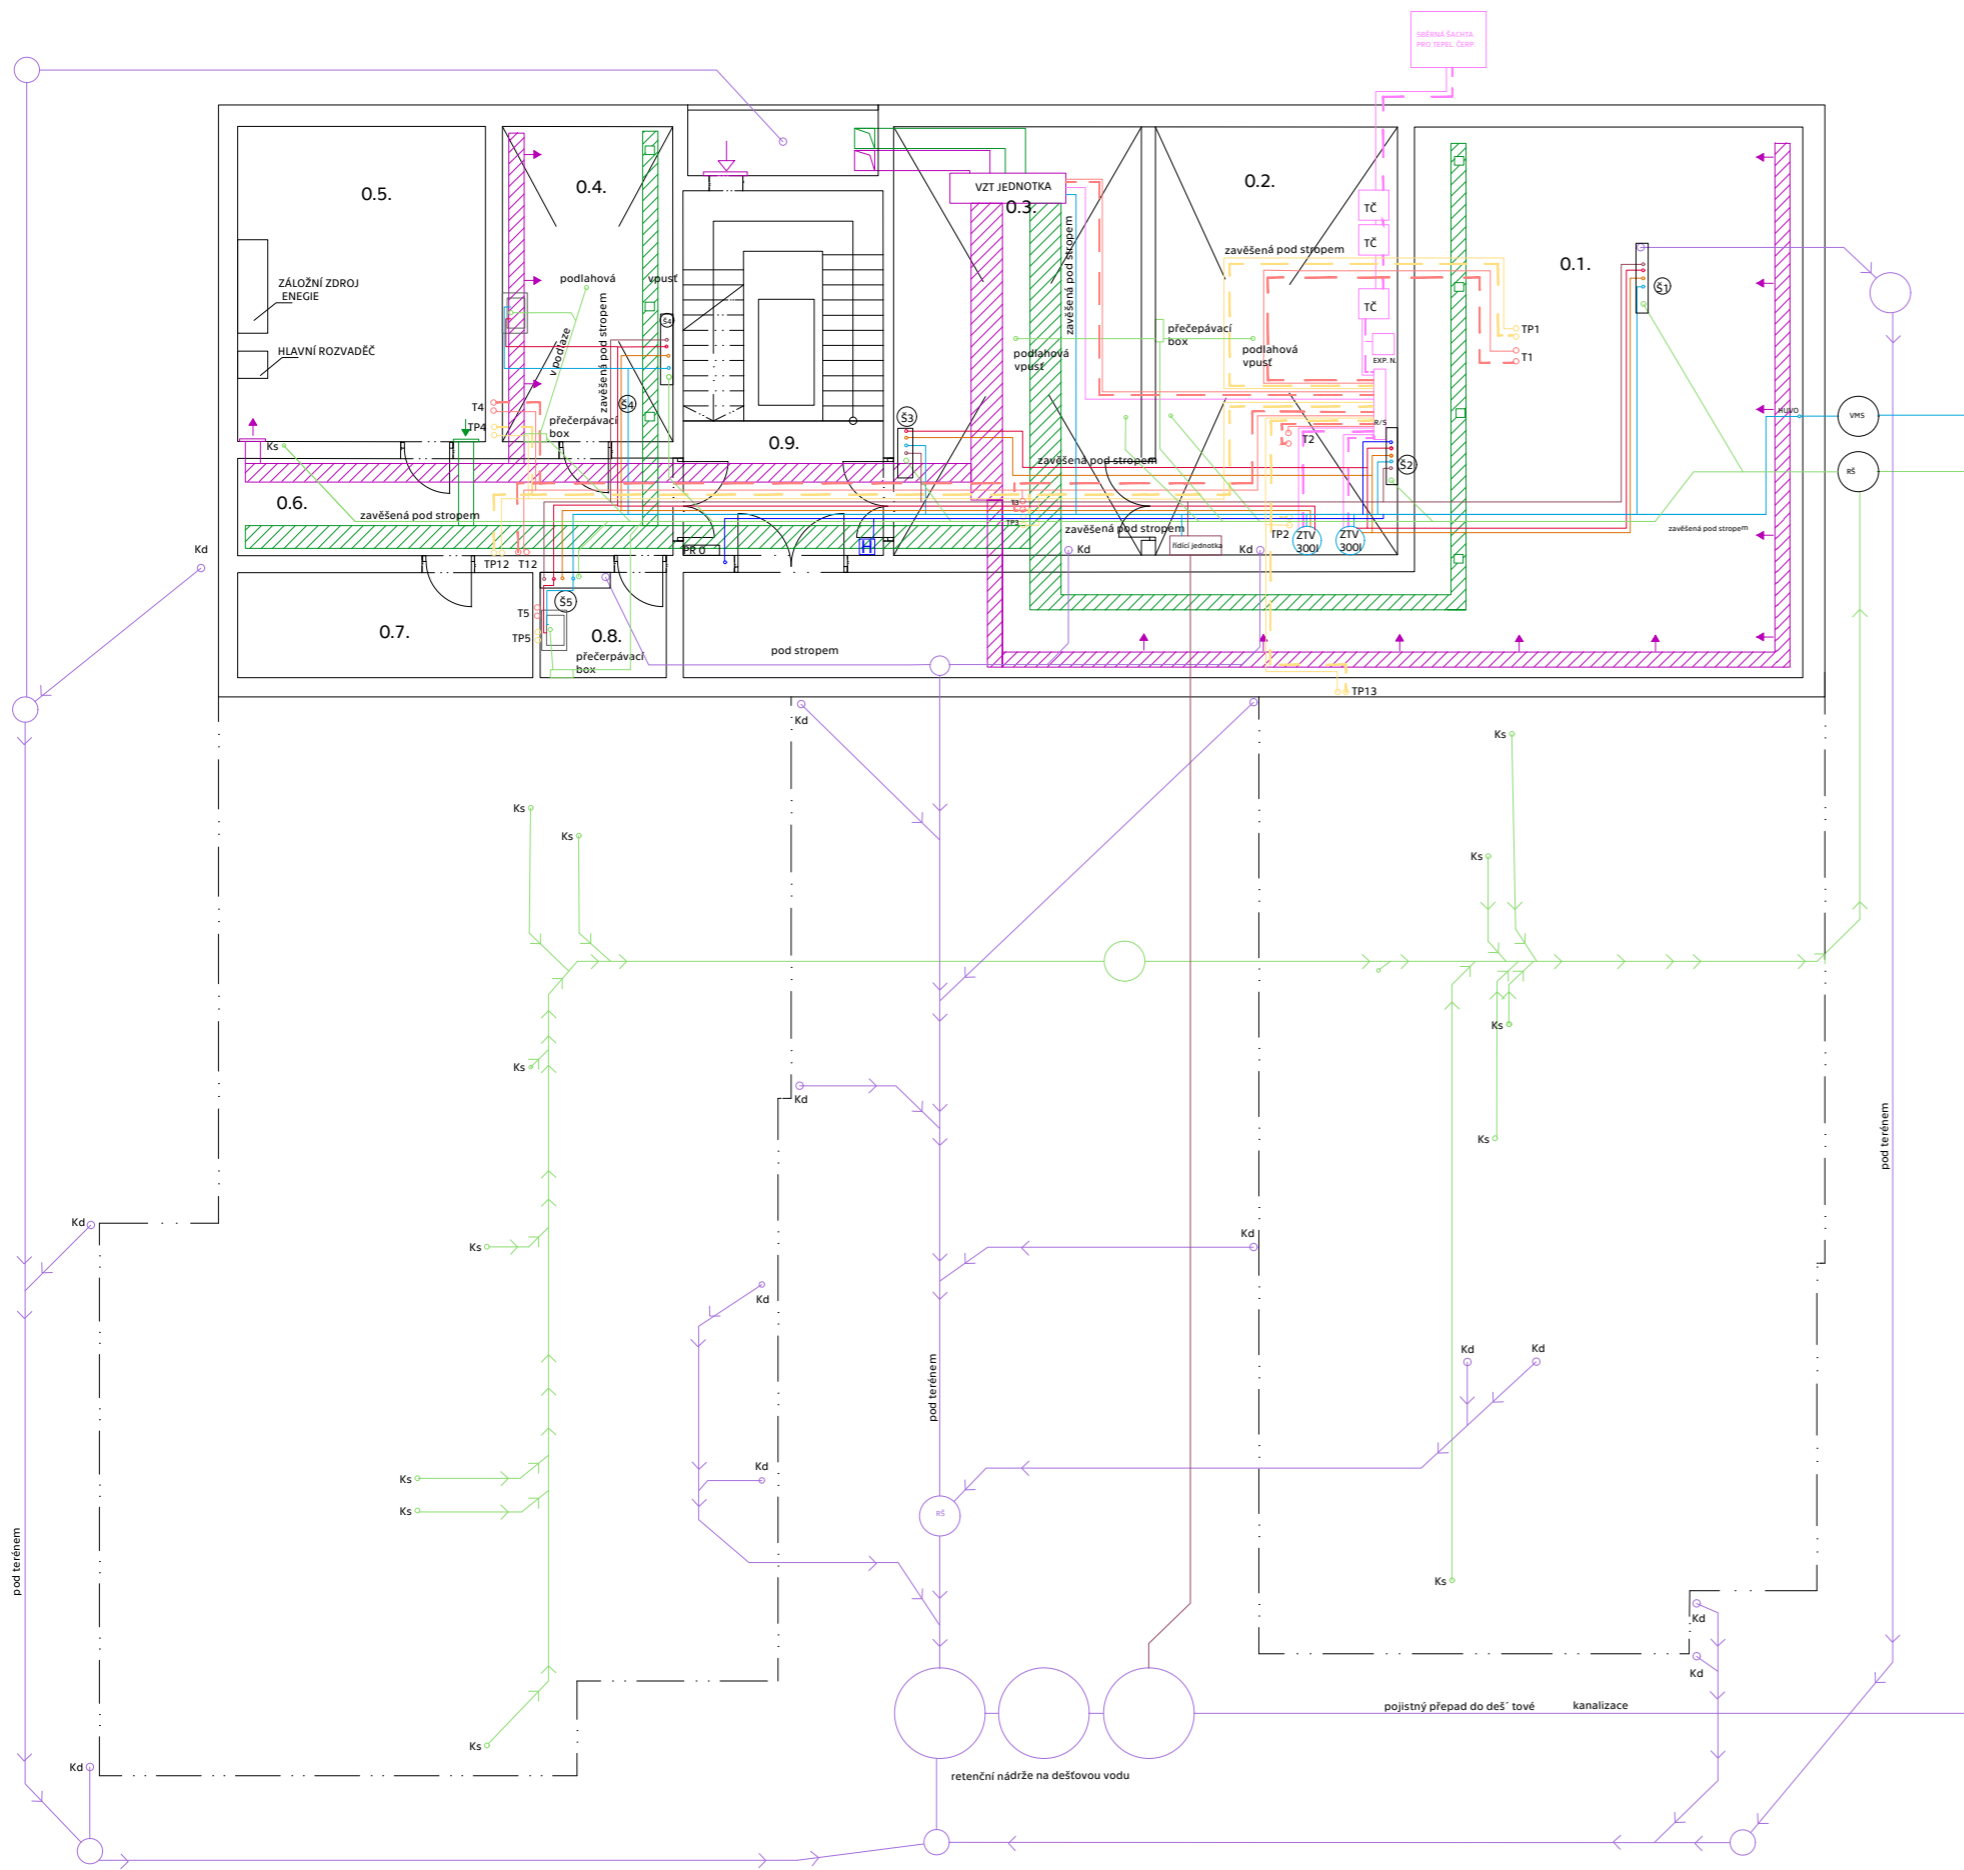 SBĚRNÁ ŠACHTA
PRO TEPEL. ČERP.
0.5.
0.4.
VZT JEDNOTKA
0.3.
0.2.
TČ
TČ
TČ
0.1.
zavěšená pod stropem
zavěšená pod stropem
ZÁLOŽNÍ ZDROJ
ENEGIE
podlahová
vpusť
Š1
zavěšená pod stropem
v podlaze
Š4
přečepávací
box
TP1
T1
HLAVNÍ ROZVADĚČ
podlahová
vpusť
podlahová
vpusť
EXP. N.
T4
TP4
Š4
přečerpávací
box
Š3
HUVO
VMS
R/S
T2
Ks
0.9.
zavěšená pod stropem
Š2
RŠ
0.6.
zavěšená pod stropem
T3
TP3
zavěšená pod stropem
zavěšená pod stropem
TP2
ZTV
300l
ZTV
300l
řídící jednotka
Kd
PR 0
H
Kd
Kd
TP12
T12
Š5
T5
TP5
0.7.
0.8.
přečerpávací
box
pod stropem
TP13
Kd
Ks
Ks
Ks
Ks
Ks
Ks
Kd
Ks
pod terénem
Kd
Kd
Ks
Kd
Kd
Kd
Kd
pod terénem
Kd
Ks
Ks
RŠ
pod terénem
Ks
Kd
Kd
Ks
Kd
pojistný přepad do deš´ tové
kanalizace
retenční nádrže na dešťovou vodu